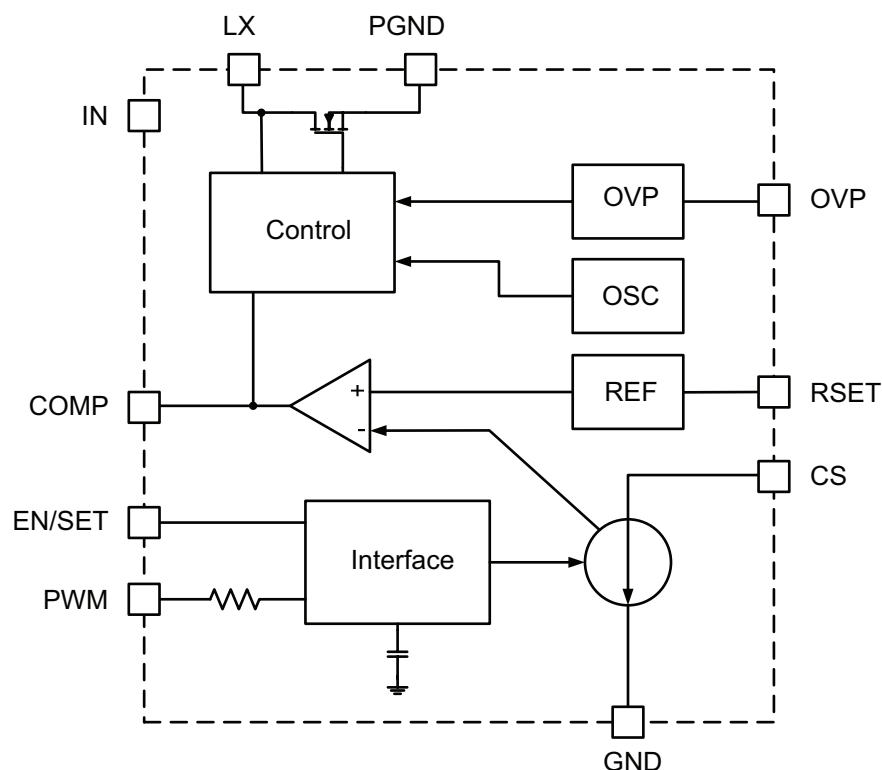 LX
PGND
IN
OVP
OVP
Control
OSC
REF
RSET
COMP
+
-
CS
EN/SET
Interface
PWM
GND